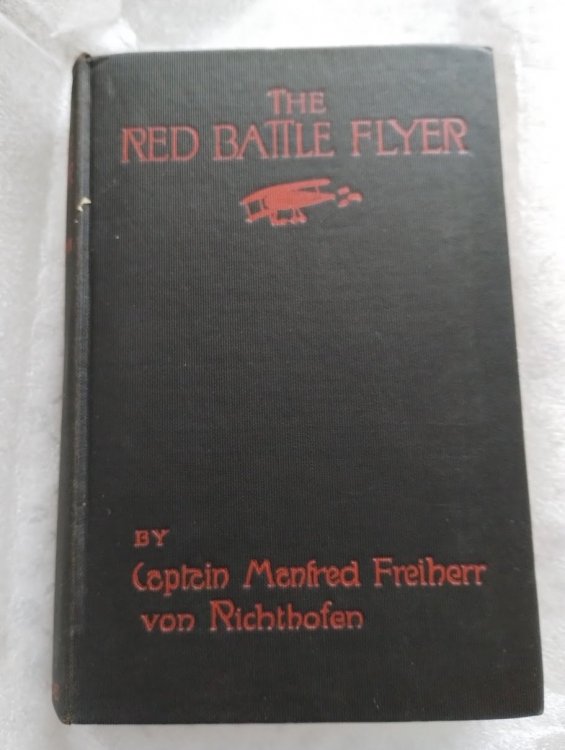 THE
RED BATTLE FLYER
BY
Captain Manfred Freiherr
von Richthofen